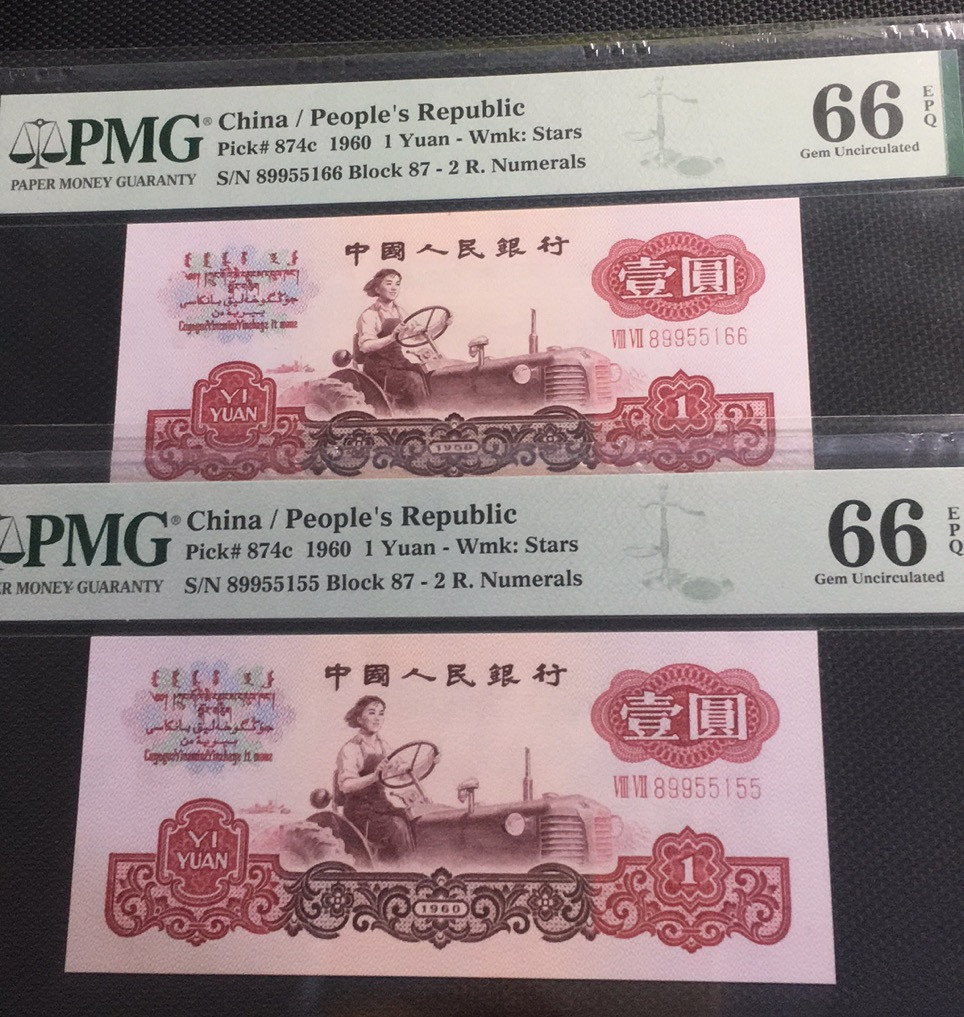 PMG®
PAPER MONEY GUARANTY
China / People's Republic
Pick# 874c 1960 1 Yuan - Wmk: Stars
S/N 89955166 Block 87 - 2 R. Numerals
66
EPQ
Gem Uncirculated
中國人民銀行
壹圓
VIII VII 89955166
YI
YUAN
1
1960
PMG®
R MONEY GUARANTY
China / People's Republic
Pick# 874c 1960 1 Yuan - Wmk: Stars
S/N 89955155 Block 87 - 2 R. Numerals
66
EPQ
Gem Uncirculated
中國人民銀行
壹圓
VIII VII 89955155
YI
YUAN
1
1960